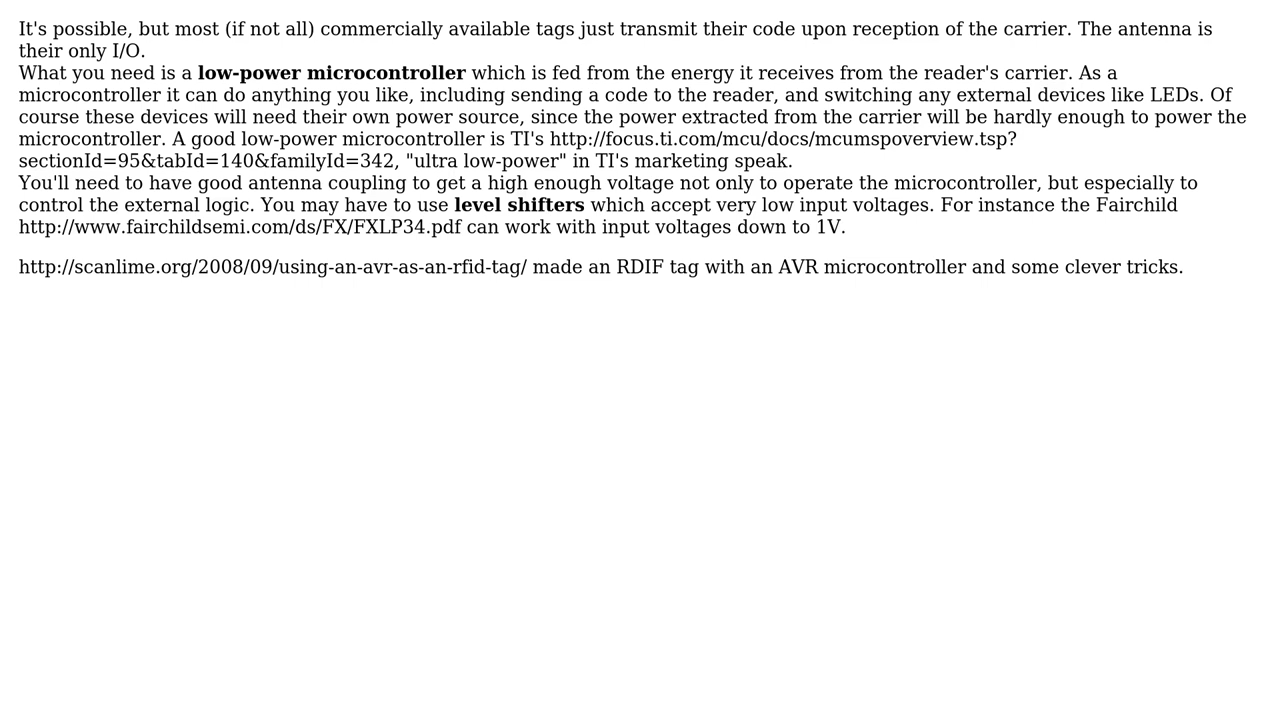 It's possible, but most (if not all) commercially available tags just transmit their code upon reception of the carrier. The antenna is
their only I/O.
What you need is a low-power microcontroller which is fed from the energy it receives from the reader's carrier. As a
microcontroller it can do anything you like, including sending a code to the reader, and switching any external devices like LEDs. Of
course these devices will need their own power source, since the power extracted from the carrier will be hardly enough to power the
microcontroller. A good low-power microcontroller is TI's http://focus.ti.com/mcu/docs/mcumspoverview.tsp?
sectionId=95&tabId=140&familyId=342, "ultra low-power" in TI's marketing speak.
You'll need to have good antenna coupling to get a high enough voltage not only to operate the microcontroller, but especially to
control the external logic. You may have to use level shifters which accept very low input voltages. For instance the Fairchild
http://www.fairchildsemi.com/ds/FX/FXLP34.pdf can work with input voltages down to 1V.
http://scanlime.org/2008/09/using-an-avr-as-an-rfid-tag/ made an RDIF tag with an AVR microcontroller and some clever tricks.